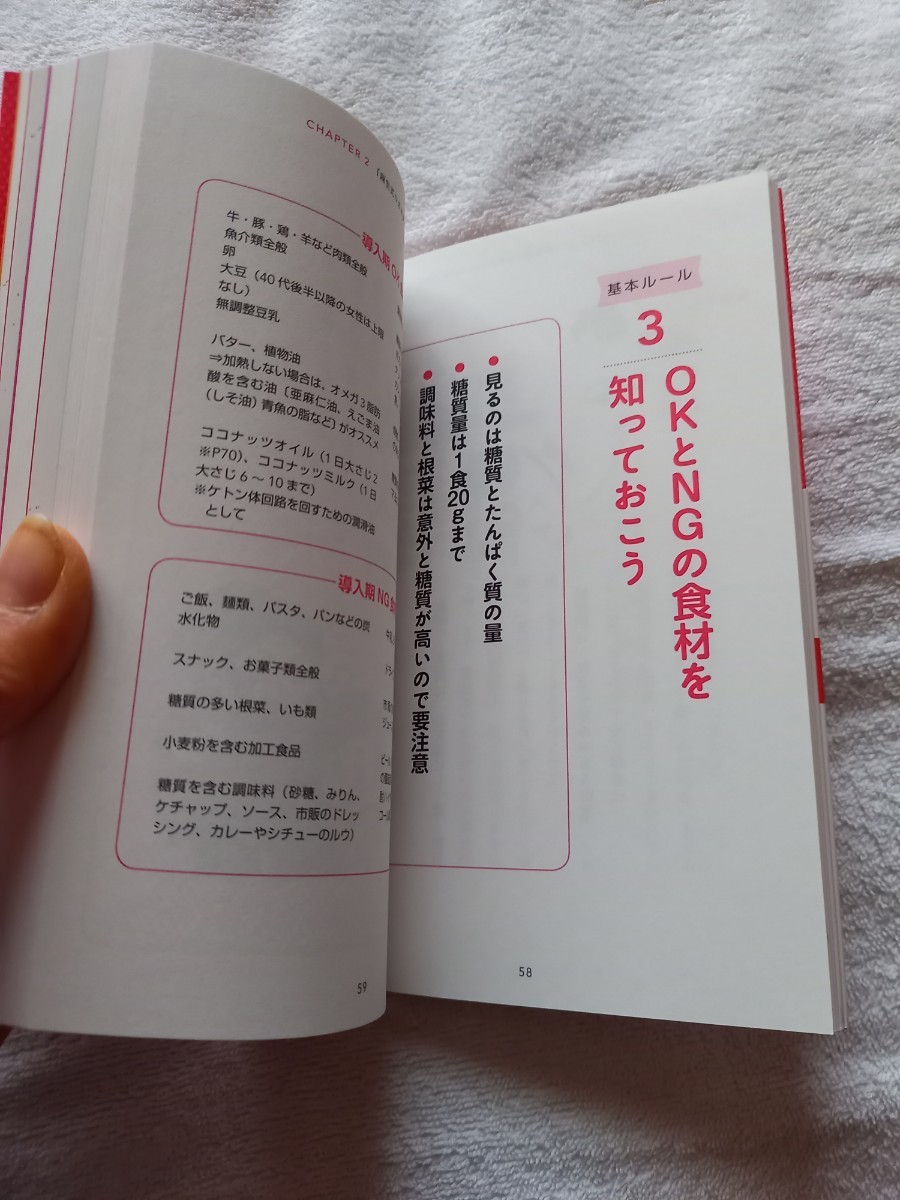 基本ルール
3
OKとNGの食材を
知っておこう
● 見るのは糖質とたんぱく質の量
● 糖質量は1食20gまで
● 調味料と根菜は意外と糖質が高いので要注意
58
CHAPTER 2
導入期OK
牛・豚・鶏・羊など肉類全般
魚介類全般
卵
大豆（40代後半以降の女性は上限
なし）
無調整豆乳
バター、植物油
⇒加熱しない場合は、オメガ3脂肪
酸を含む油〔亜麻仁油、えごま油
（しそ油）青魚の脂など〕がオススメ
ココナッツオイル（1日大さじ2
※P70）、ココナッツミルク（1日
大さじ6～10まで）
※ケトン体回路を回すための潤滑油
として
導入期NG
ご飯、麺類、パスタ、パンなどの炭
水化物
スナック、お菓子類全般
糖質の多い根菜、いも類
小麦粉を含む加工食品
糖質を含む調味料（砂糖、みりん、
ケチャップ、ソース、市販のドレッ
シング、カレーやシチューのルウ）
59